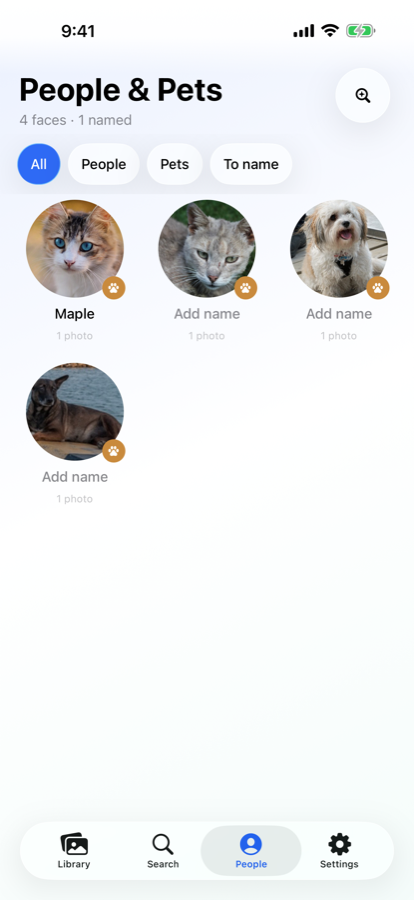 9:41
People & Pets
4 faces · 1 named
All People Pets To name
Maple Add name Add name
1 photo 1 photo 1 photo
Add name
1 photo
Library Search People Settings